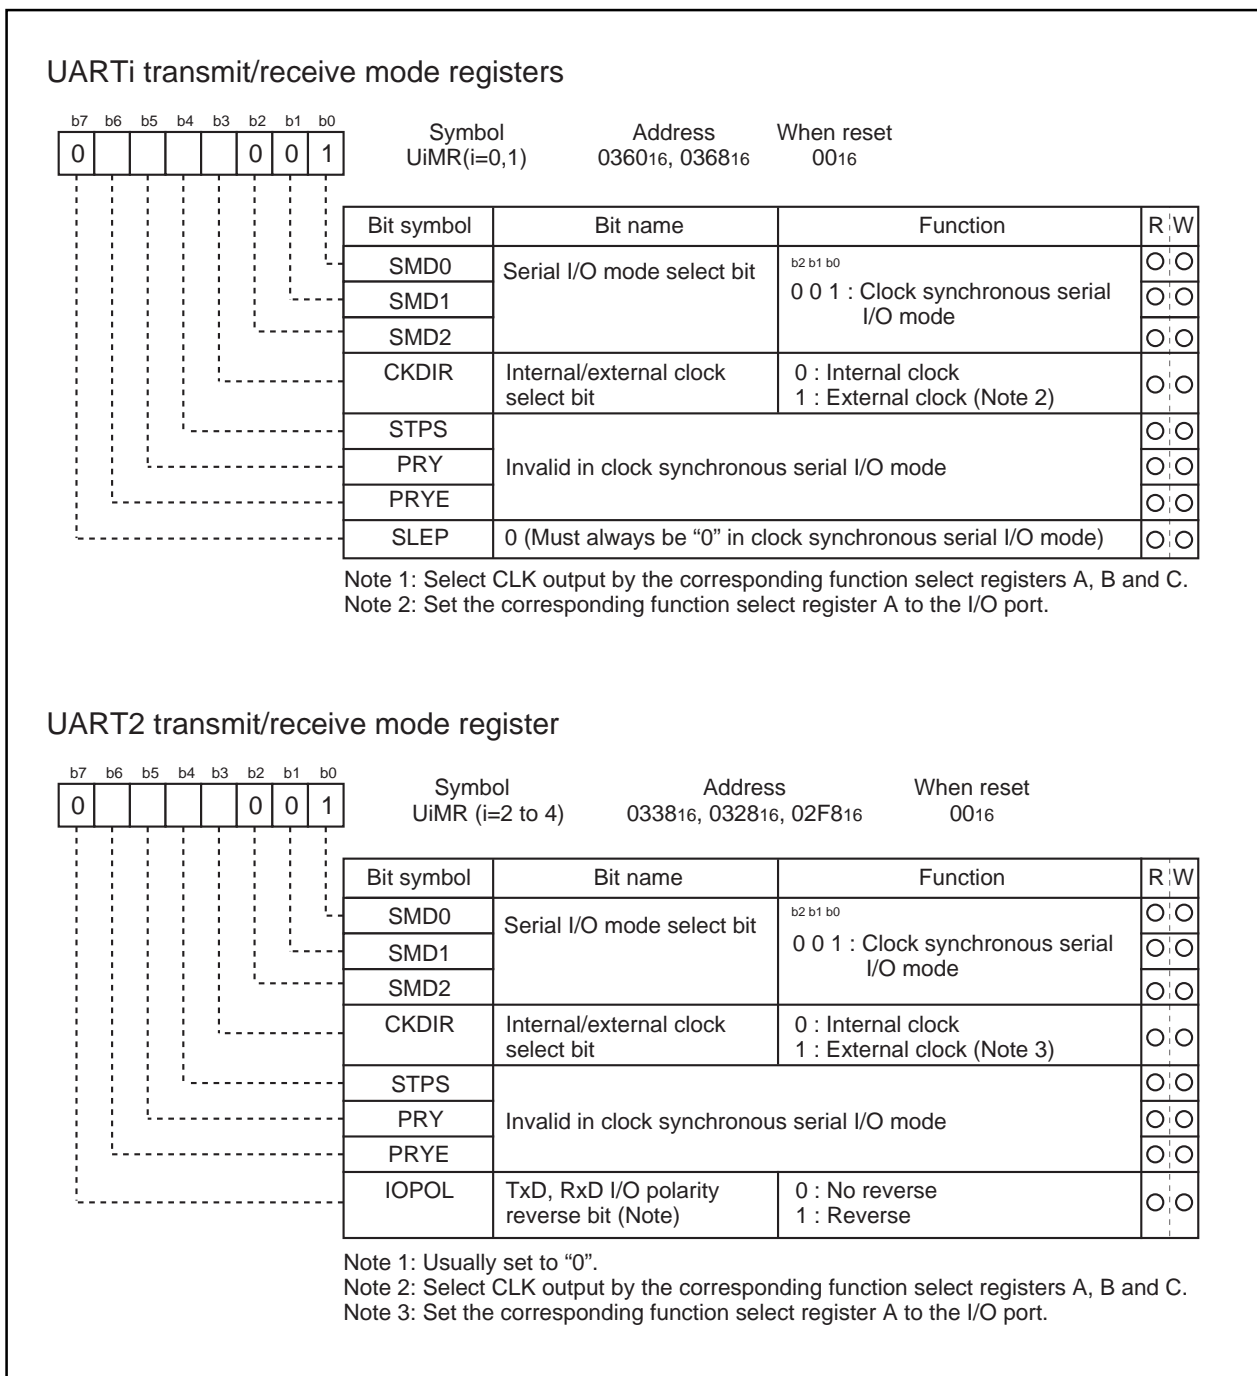 UARTi transmit/receive mode registers
b7 b6 b5 b4 b3 b2 b1 b0
0 0 0 1
Symbol Address When reset
UiMR(i=0,1) 036016, 036816 0016
Bit symbol Bit name Function R W
SMD0 Serial I/O mode select bit b2 b1 b0
SMD1 0 0 1 : Clock synchronous serial
I/O mode
SMD2
CKDIR Internal/external clock 0 : Internal clock
select bit 1 : External clock (Note 2)
STPS
PRY Invalid in clock synchronous serial I/O mode
PRYE
SLEP 0 (Must always be “0” in clock synchronous serial I/O mode)
Note 1: Select CLK output by the corresponding function select registers A, B and C.
Note 2: Set the corresponding function select register A to the I/O port.
UART2 transmit/receive mode register
b7 b6 b5 b4 b3 b2 b1 b0
0 0 0 1
Symbol Address When reset
UiMR (i=2 to 4) 033816, 032816, 02F816 0016
Bit symbol Bit name Function R W
SMD0 Serial I/O mode select bit b2 b1 b0
SMD1 0 0 1 : Clock synchronous serial
I/O mode
SMD2
CKDIR Internal/external clock 0 : Internal clock
select bit 1 : External clock (Note 3)
STPS
PRY Invalid in clock synchronous serial I/O mode
PRYE
IOPOL TxD, RxD I/O polarity 0 : No reverse
reverse bit (Note) 1 : Reverse
Note 1: Usually set to “0”.
Note 2: Select CLK output by the corresponding function select registers A, B and C.
Note 3: Set the corresponding function select register A to the I/O port.